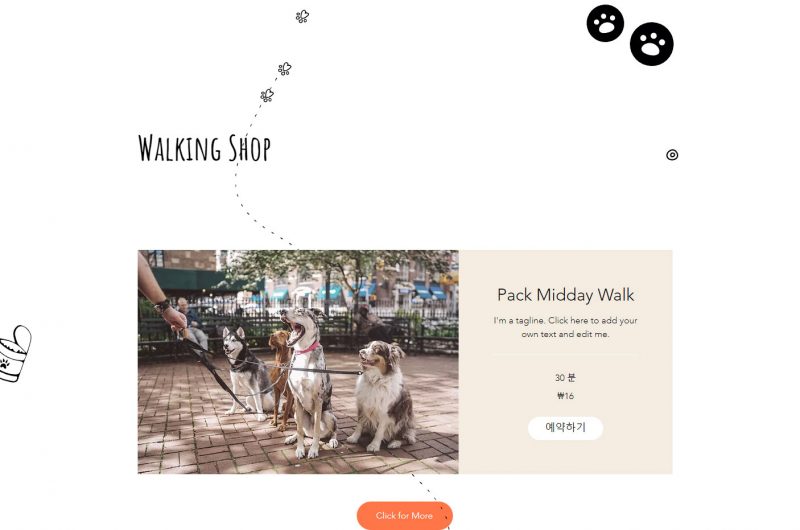 Walking Shop
Pack Midday Walk
I'm a tagline. Click here to add your
own text and edit me.
30 분
₩16
예약하기
Click for More